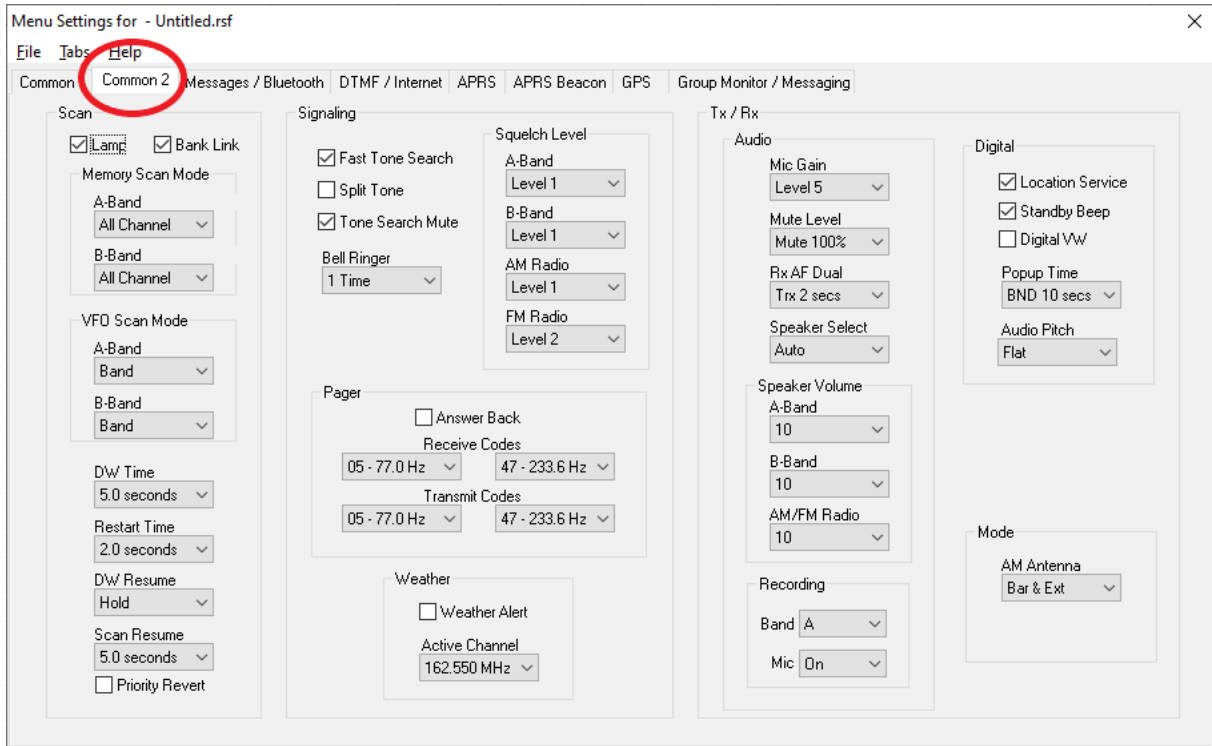 Menu Settings for  - Untitled.rsf
File Tabs Help
Common Common 2 Messages / Bluetooth DTMF / Internet APRS APRS Beacon GPS Group Monitor / Messaging
Scan
Lamp Bank Link
Memory Scan Mode
A-Band
All Channel
B-Band
All Channel
VFO Scan Mode
A-Band
Band
B-Band
Band
DW Time
5.0 seconds
Restart Time
2.0 seconds
DW Resume
Hold
Scan Resume
5.0 seconds
Priority Revert
Signaling
Fast Tone Search
Split Tone
Tone Search Mute
Bell Ringer
1 Time
Squelch Level
A-Band
Level 1
B-Band
Level 1
AM Radio
Level 1
FM Radio
Level 2
Pager
Answer Back
Receive Codes
05 - 77.0 Hz 47 - 233.6 Hz
Transmit Codes
05 - 77.0 Hz 47 - 233.6 Hz
Weather
Weather Alert
Active Channel
162.550 MHz
Tx / Rx
Audio
Mic Gain
Level 5
Mute Level
Mute 100%
Rx AF Dual
Trx 2 secs
Speaker Select
Auto
Speaker Volume
A-Band
10
B-Band
10
AM/FM Radio
10
Recording
Band A
Mic On
Digital
Location Service
Standby Beep
Digital VW
Popup Time
BND 10 secs
Audio Pitch
Flat
Mode
AM Antenna
Bar & Ext